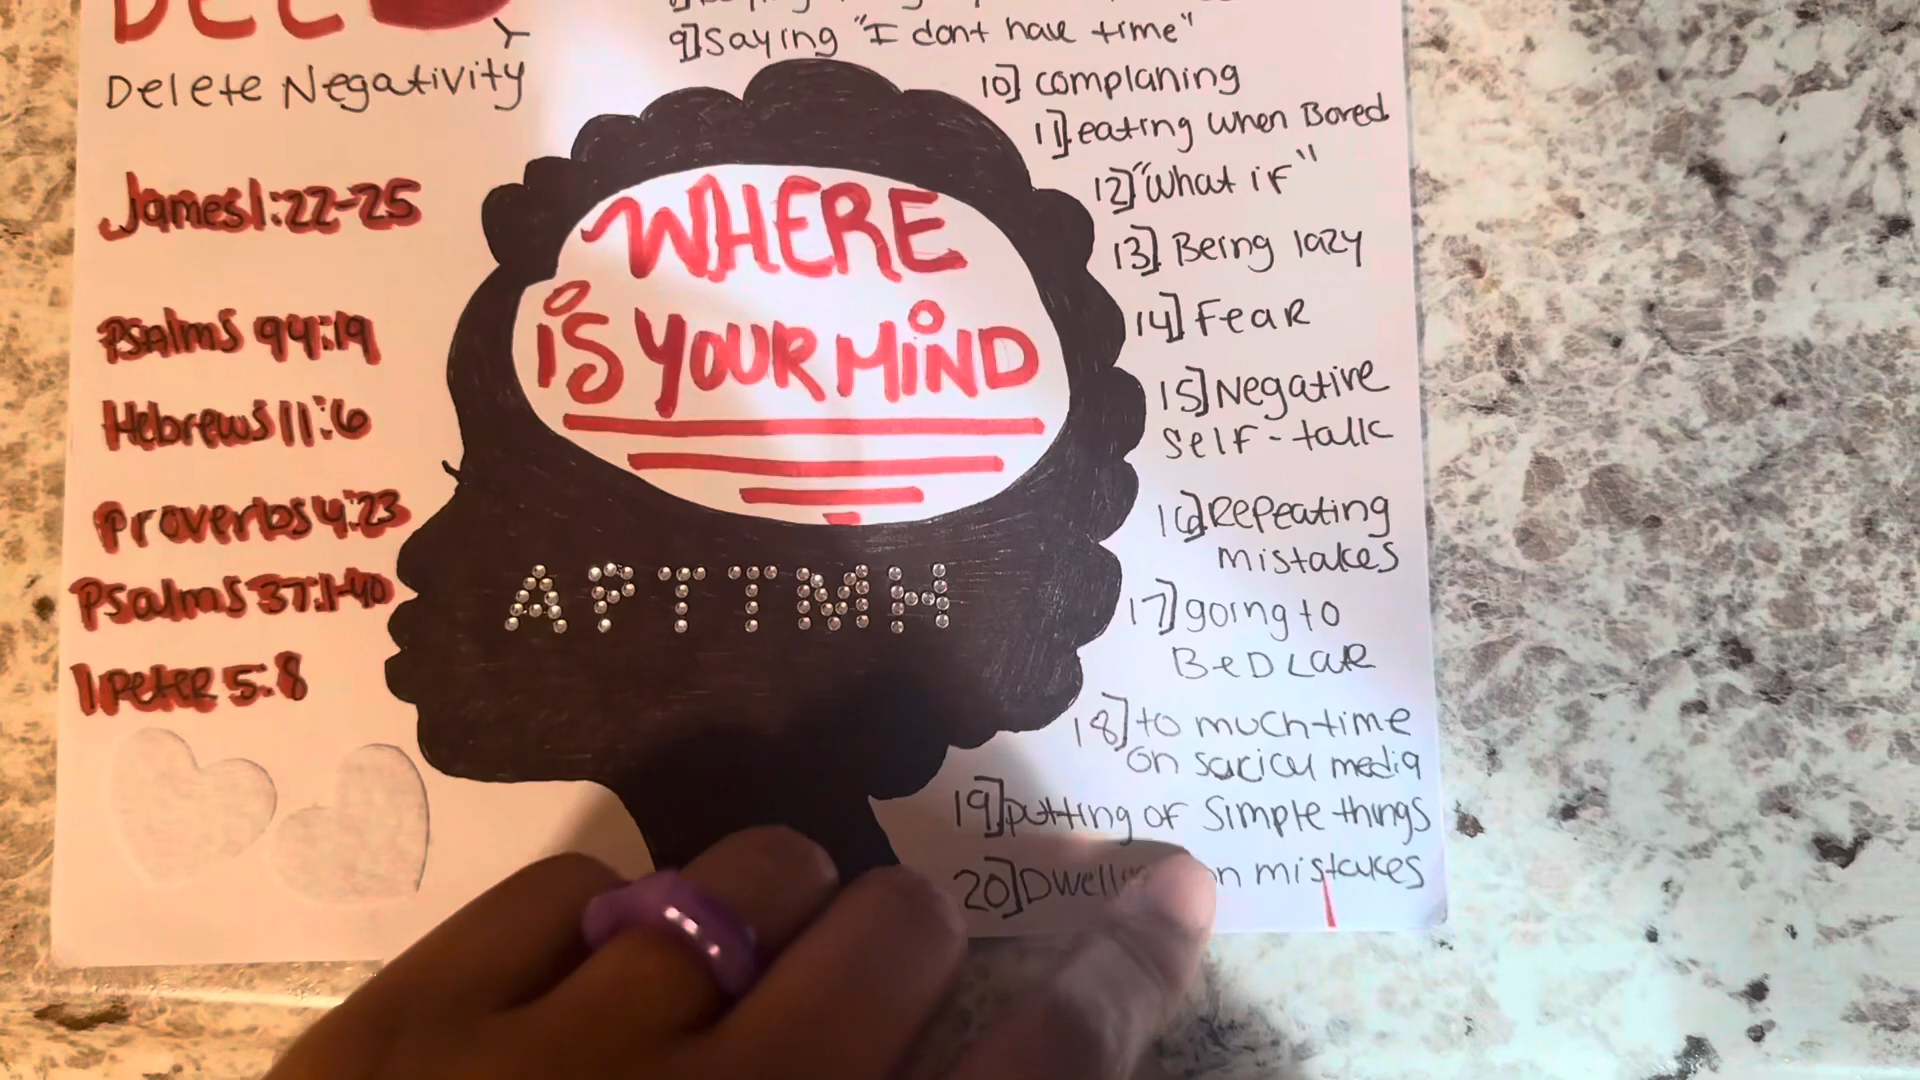 Delete Negativity
James 1:22-25
Psalms 94:19
Hebrews 11:6
Proverbs 4:23
Psalms 37:1-40
1 Peter 5:8
WHERE
IS YOUR MIND
APTTMH
9] Saying "I dont have time"
10] complaning
11] eating when Bored
12] "What if"
13] Being lazy
14] Fear
15] Negative
Self-talk
16] Repeating
mistakes
17] going to
Bed Late
18] to much time
on social media
19] putting of simple things
20] on mistakes